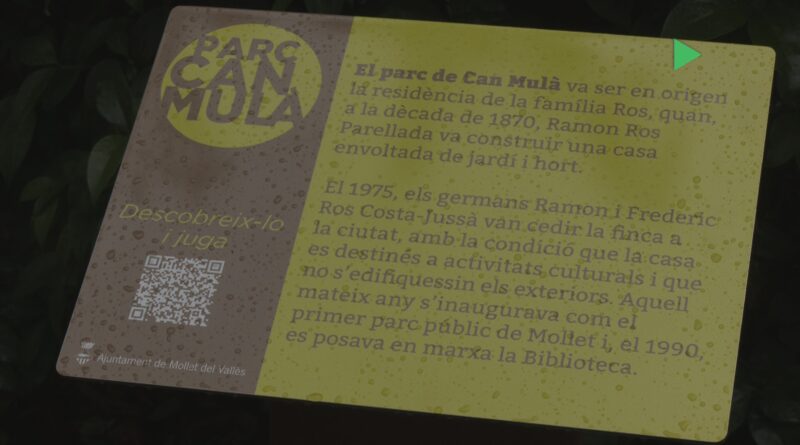 PARC
CAN
MULÀ
Descobreix-lo
i juga
Ajuntament de Mollet del Vallès
El parc de Can Mulà va ser en origen
la residència de la família Ros, quan,
a la dècada de 1870, Ramon Ros
Parellada va construir una casa
envoltada de jardí i hort.
El 1975, els germans Ramon i Frederic
Ros Costa-Jussà van cedir la finca a
la ciutat, amb la condició que la casa
es destinés a activitats culturals i que
no s'edifiquessin els exteriors. Aquell
mateix any s'inaugurava com el
primer parc públic de Mollet i, el 1990,
es posava en marxa la Biblioteca.